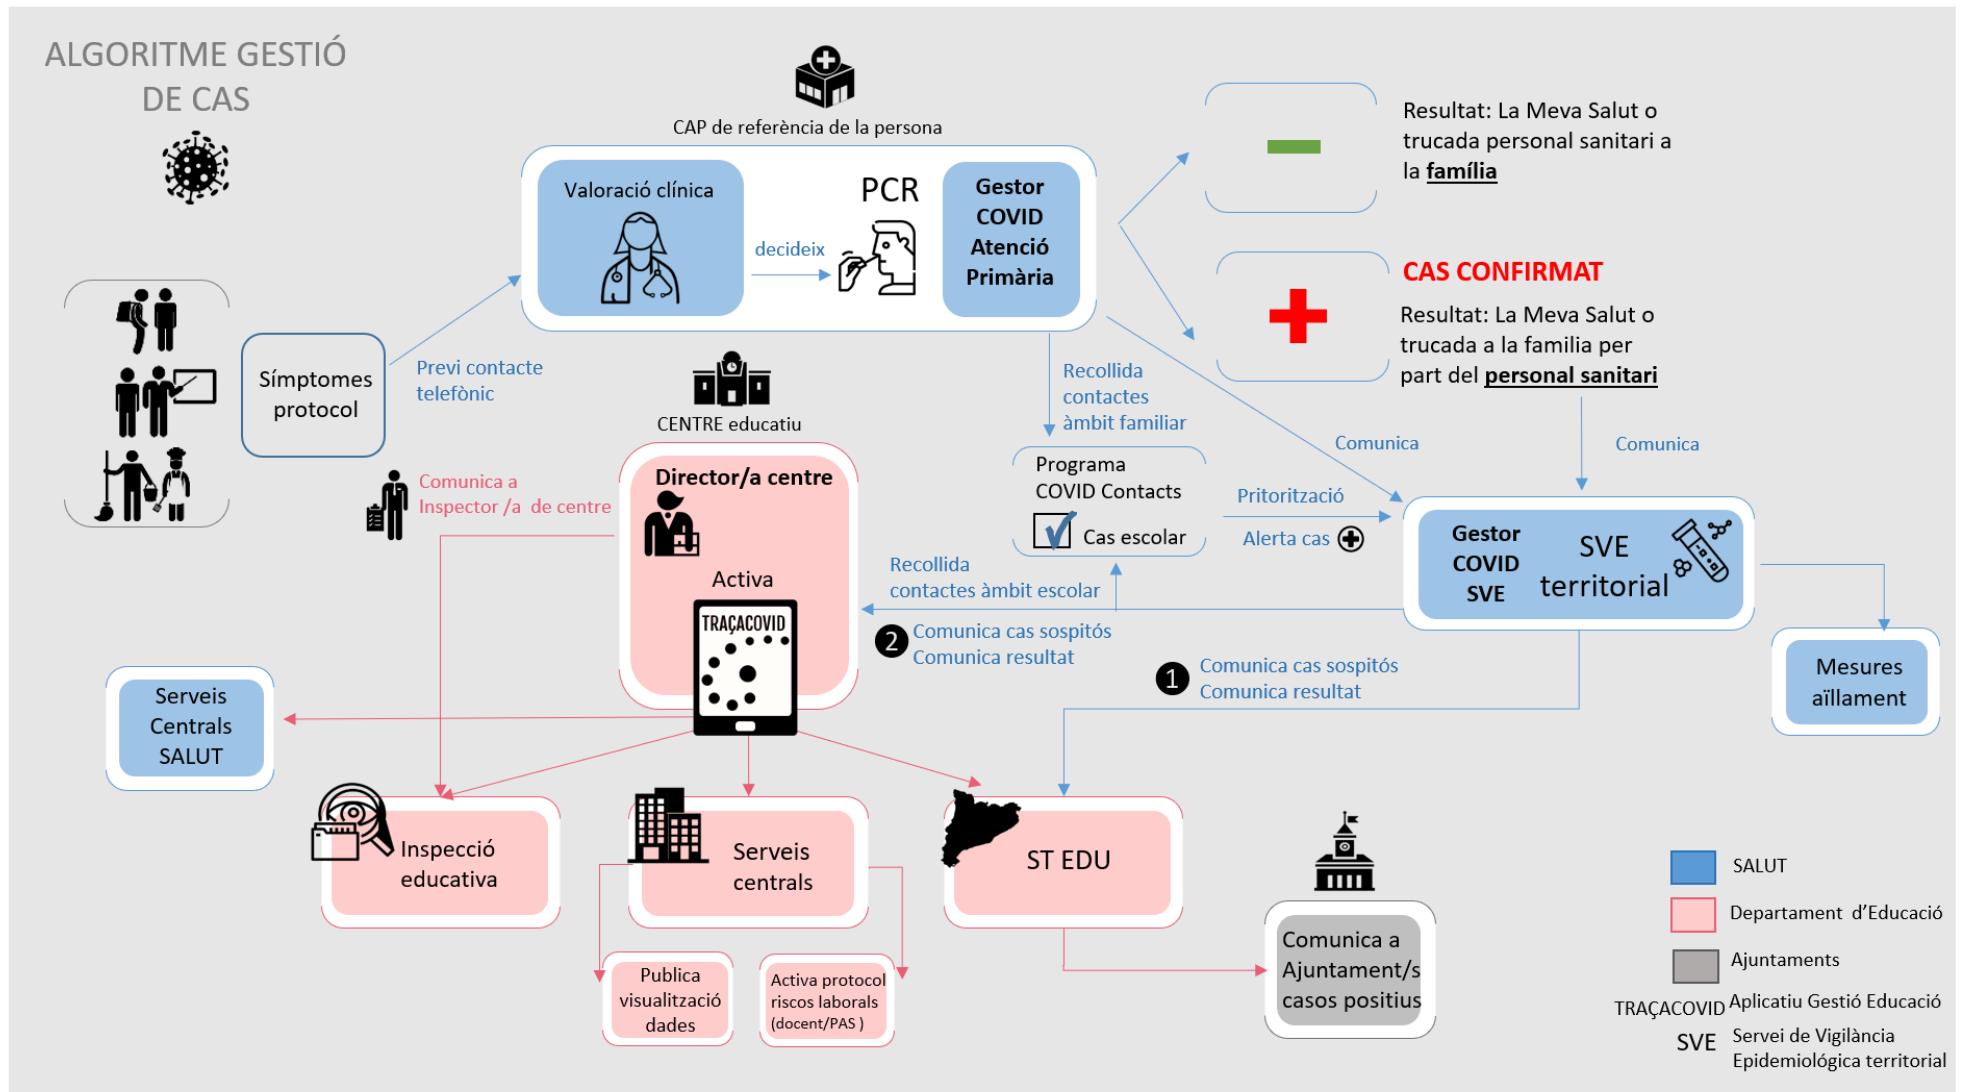 ALGORITME GESTIÓ
DE CAS
CAP de referència de la persona
Valoració clínica
decideix
PCR
Gestor
COVID
Atenció
Primària
Resultat: La Meva Salut o
trucada personal sanitari a
la família
CAS CONFIRMAT
Resultat: La Meva Salut o
trucada a la familia per
part del personal sanitari
Símptomes
protocol
Previ contacte
telefònic
CENTRE educatiu
Recollida
contactes
àmbit familiar
Comunica
Comunica
Comunica a
Inspector /a de centre
Director/a centre
Activa
TRAÇACOVID
Programa
COVID Contacts
Cas escolar
Pritorització
Alerta cas
Gestor
COVID
SVE
SVE
territorial
Recollida
contactes àmbit escolar
2 Comunica cas sospitós
Comunica resultat
1 Comunica cas sospitós
Comunica resultat
Mesures
aïllament
Serveis
Centrals
SALUT
Inspecció
educativa
Serveis
centrals
ST EDU
Publica
visualització
dades
Activa protocol
riscos laborals
(docent/PAS )
Comunica a
Ajuntament/s
casos positius
SALUT
Departament d’Educació
Ajuntaments
TRAÇACOVID Aplicatiu Gestió Educació
SVE Servei de Vigilància
Epidemiológica territorial